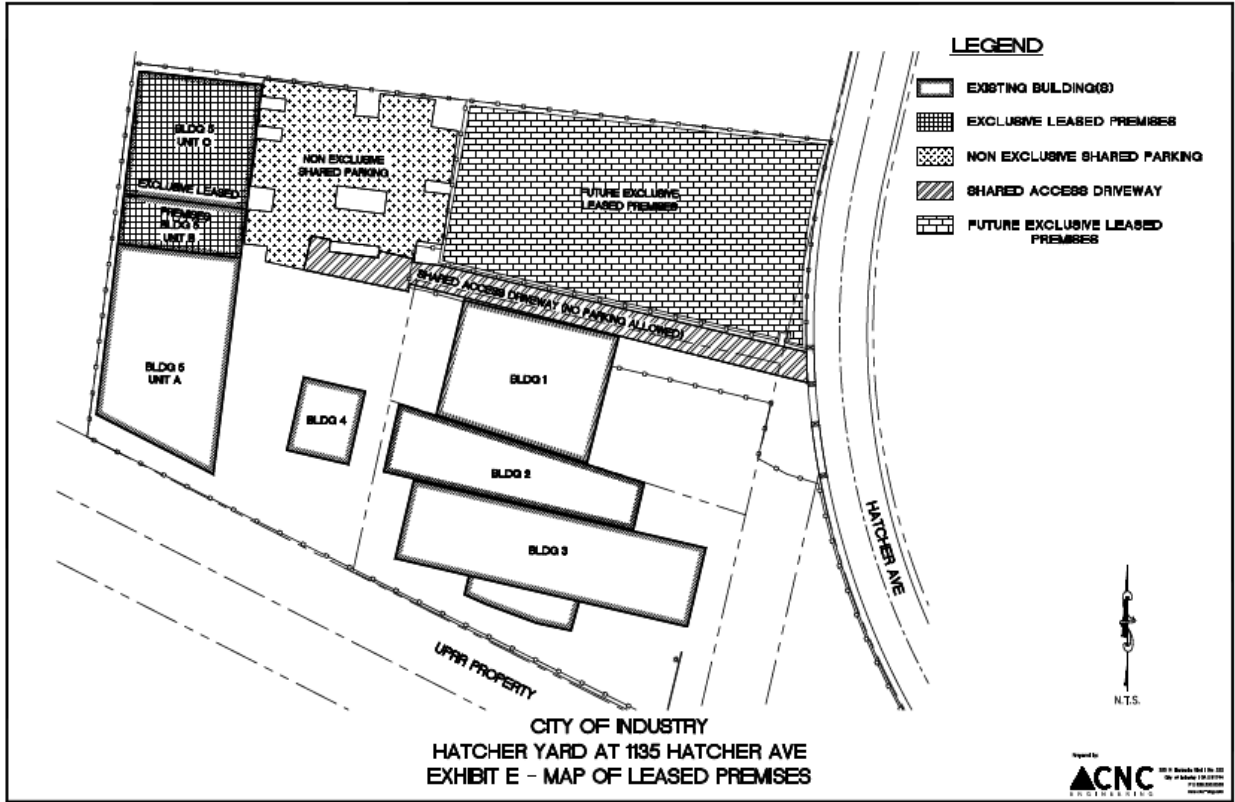 LEGEND
EXISTING BUILDING(S)
EXCLUSIVE LEASED PREMISES
NON EXCLUSIVE SHARED PARKING
SHARED ACCESS DRIVEWAY
FUTURE EXCLUSIVE LEASED
PREMISES
BLDG 5
UNIT C
EXCLUSIVE LEASED
PREMISES
BLDG 5
UNIT B
NON EXCLUSIVE
SHARED PARKING
FUTURE EXCLUSIVE
LEASED PREMISES
SHARED ACCESS DRIVEWAY (NO PARKING ALLOWED)
BLDG 5
UNIT A
BLDG 4
BLDG 1
BLDG 2
BLDG 3
HATCHER AVE
UPRR PROPERTY
N.T.S.
CITY OF INDUSTRY
HATCHER YARD AT 1135 HATCHER AVE
EXHIBIT E - MAP OF LEASED PREMISES
Prepared by:
CNC
ENGINEERING